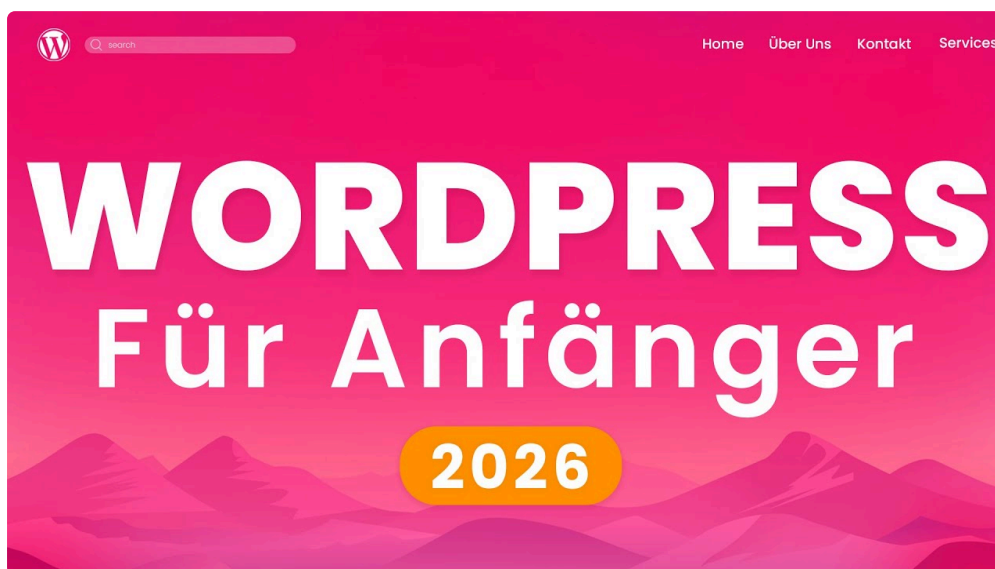 search
Home Über Uns Kontakt Services
WORDPRESS
Für Anfänger
2026